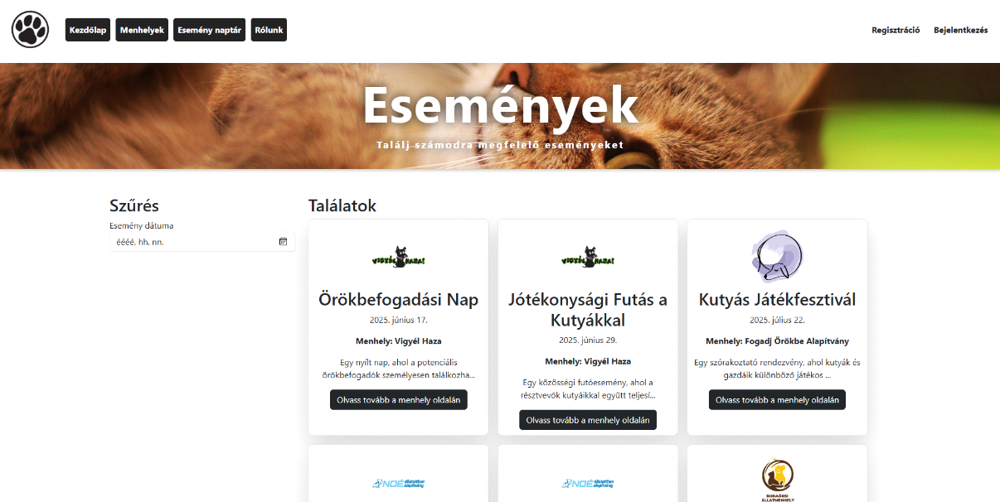 Kezdőlap
Menhelyek
Esemény naptár
Rólunk
Regisztráció
Bejelentkezés
Események
Találj számodra megfelelő eseményeket
Szűrés
Esemény dátuma
éééé. hh. nn.
Találatok
VIGYÉL HAZA!
Örökbefogadási Nap
2025. június 17.
Menhely: Vigyél Haza
Egy nyílt nap, ahol a potenciális
örökbefogadók személyesen találkozha...
Olvass tovább a menhely oldalán
VIGYÉL HAZA!
Jótékonysági Futás a
Kutyákkal
2025. június 29.
Menhely: Vigyél Haza
Egy közösségi futóesemény, ahol a
résztvevők kutyáikkal együtt teljesí...
Olvass tovább a menhely oldalán
Kutyás Játékfesztivál
2025. július 22.
Menhely: Fogadj Örökbe Alapítvány
Egy szórakoztató rendezvény, ahol kutyák és
gazdáik különböző játékos ...
Olvass tovább a menhely oldalán
NOÉ állatotthon
alapítvány
NOÉ állatotthon
alapítvány
BUDAÖRSI
ÁLLATMENHELY